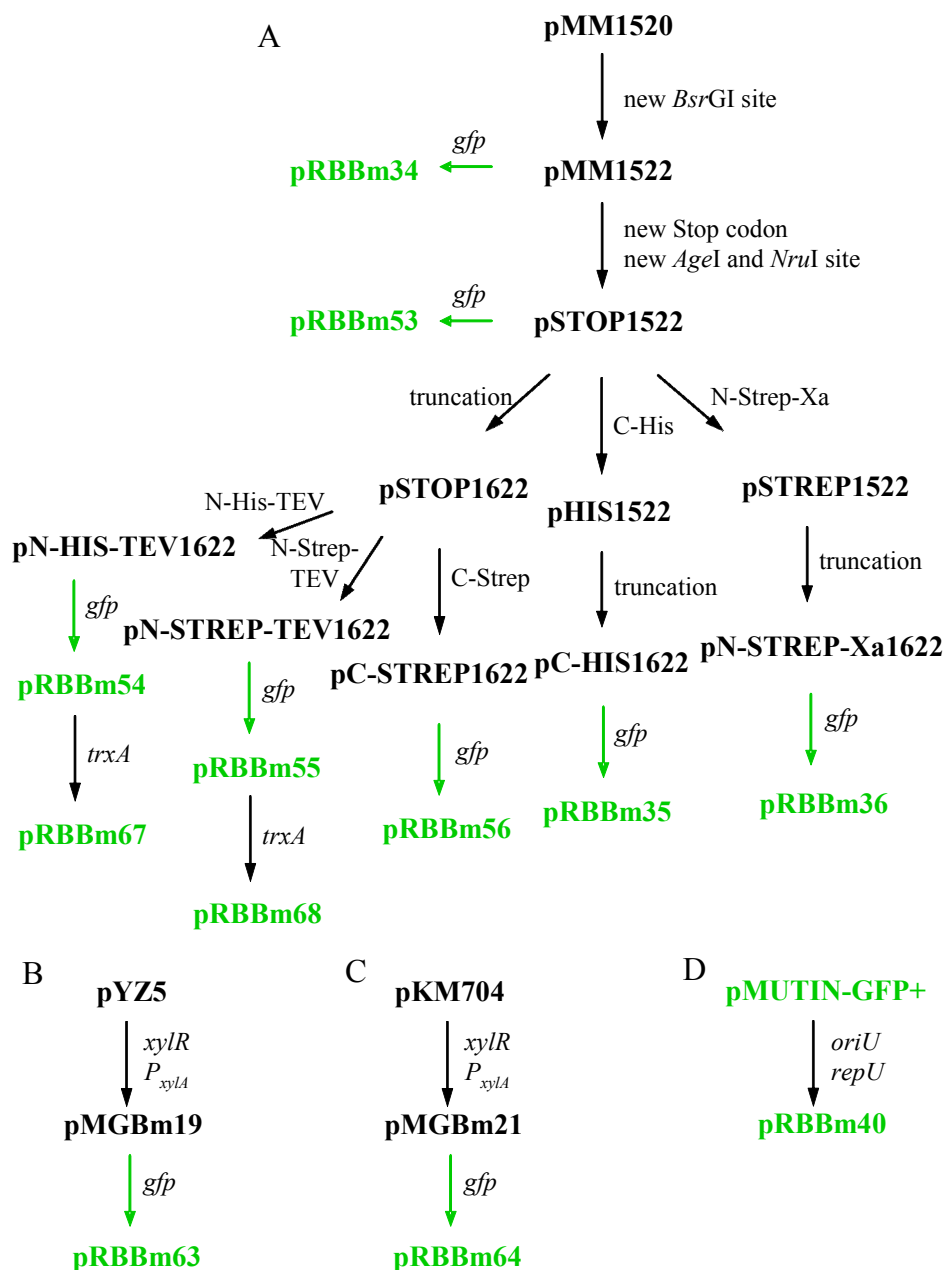 A
pMM1520
new BsrGI site
gfp
pRBBm34
pMM1522
new Stop codon
new AgeI and NruI site
gfp
pRBBm53
pSTOP1522
truncation
C-His
N-Strep-Xa
pSTOP1622
pHIS1522
pSTREP1522
N-His-TEV
pN-HIS-TEV1622
N-Strep-
TEV
C-Strep
truncation
truncation
gfp
pN-STREP-TEV1622
pC-STREP1622
pC-HIS1622
pN-STREP-Xa1622
pRBBm54
gfp
gfp
gfp
gfp
trxA
pRBBm55
pRBBm56
pRBBm35
pRBBm36
pRBBm67
trxA
pRBBm68
B
pYZ5
xylR
PxylA
pMGBm19
gfp
pRBBm63
C
pKM704
xylR
PxylA
pMGBm21
gfp
pRBBm64
D
pMUTIN-GFP+
oriU
repU
pRBBm40